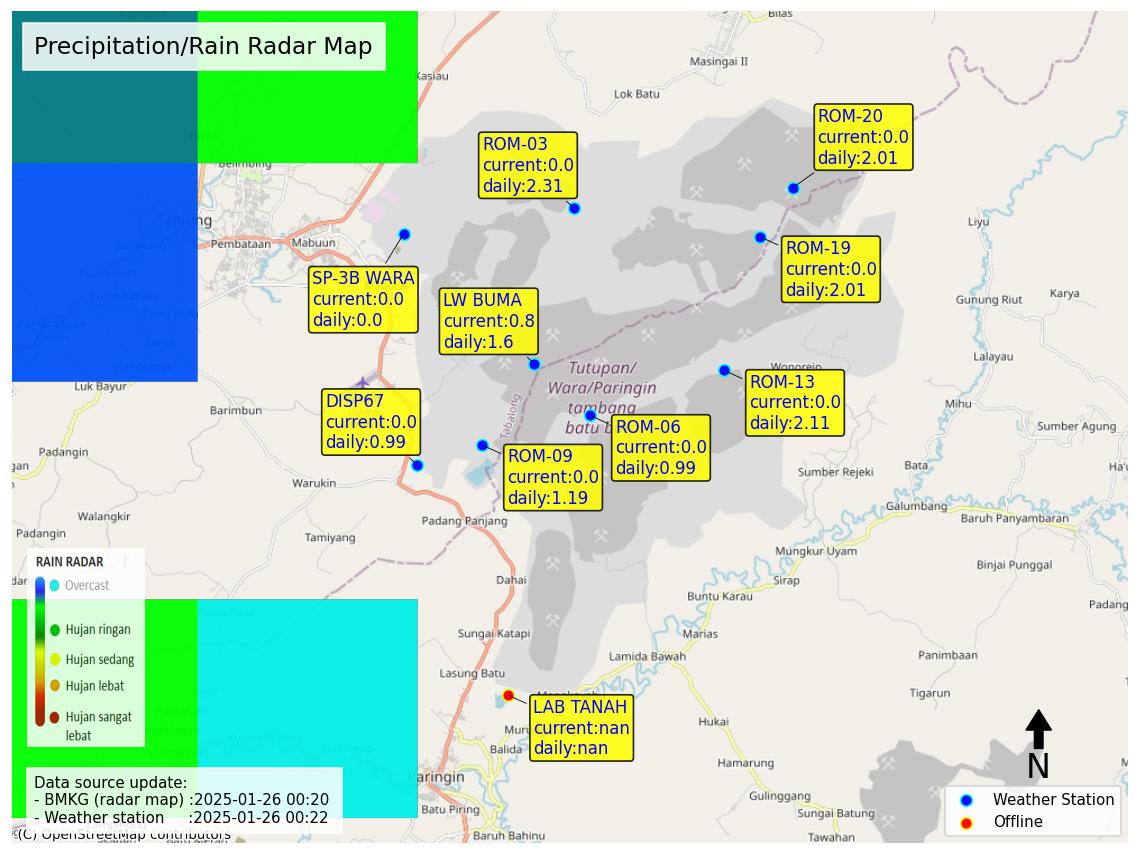 Precipitation/Rain Radar Map
Bilas
Masingai II
Kasiau
Lok Batu
ROM-20
current:0.0
daily:2.01
ROM-03
current:0.0
daily:2.31
Belimbing
Tanjung
Jangkung
Pembataan
Mabuun
Liyu
ROM-19
current:0.0
daily:2.01
SP-3B WARA
current:0.0
daily:0.0
LW BUMA
current:0.8
daily:1.6
Gunung Riut
Karya
Tanta Hulu
Lalayau
Tutupan/
Wara/Paringin
tambang
batu b
Wonorejo
ROM-13
current:0.0
daily:2.11
Luk Bayur
Barimbun
Tabalong
DISP67
current:0.0
daily:0.99
ROM-06
current:0.0
daily:0.99
Mihu
Sumber Agung
Padangin
ROM-09
current:0.0
daily:1.19
Bata
Sumber Rejeki
Warukin
Galumbang
Walangkir
Padang Panjang
Baruh Panyambaran
Padangin
Tamiyang
Mungkur Uyam
Binjai Punggal
Dahai
Sirap
Buntu Karau
RAIN RADAR
Overcast
Hujan ringan
Hujan sedang
Hujan lebat
Hujan sangat
lebat
Sungai Katapi
Marias
Lamida Bawah
Panimbaan
Lasung Batu
Tigarun
LAB TANAH
current:nan
daily:nan
Hukai
Balida
Hamarung
Paringin
Gulinggang
Batu Piring
Sungai Batung
Baruh Bahinu
Tawahan
N
Data source update:
- BMKG (radar map) :2025-01-26 00:20
- Weather station :2025-01-26 00:22
(C) OpenStreetMap contributors
Weather Station
Offline